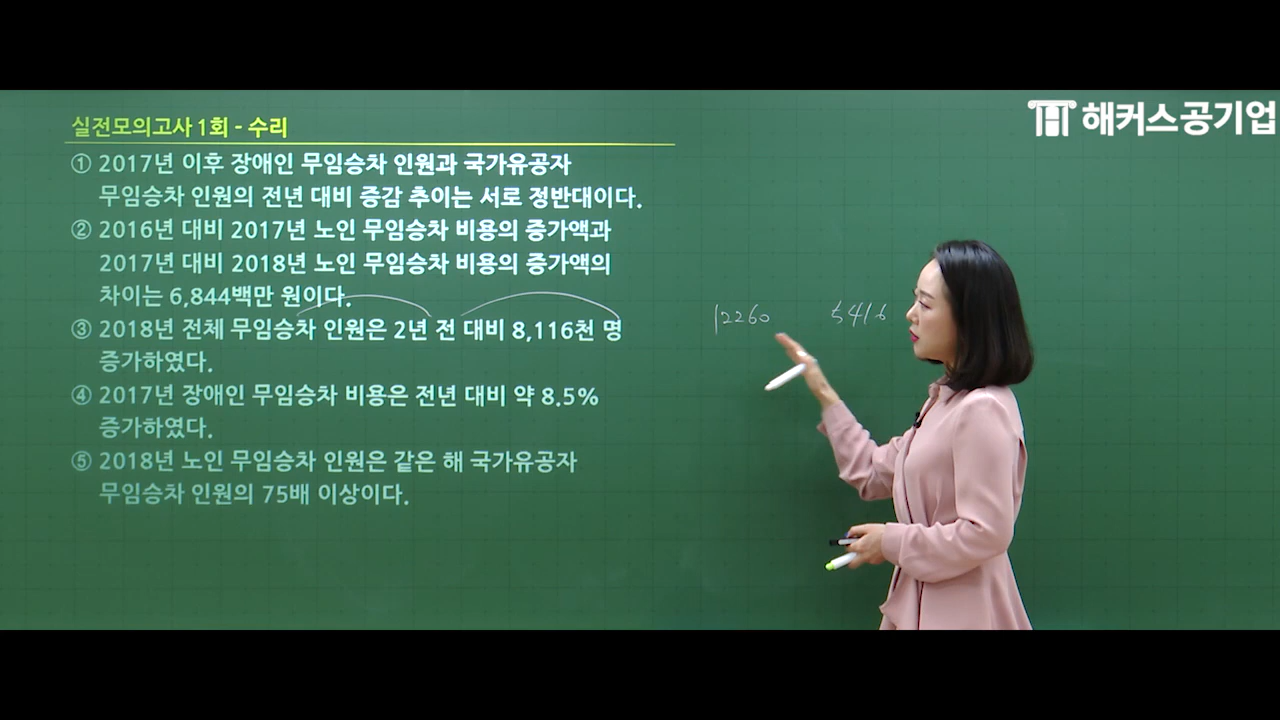 해커스공기업
실전모의고사 1회 - 수리
① 2017년 이후 장애인 무임승차 인원과 국가유공자
무임승차 인원의 전년 대비 증감 추이는 서로 정반대이다.
② 2016년 대비 2017년 노인 무임승차 비용의 증가액과
2017년 대비 2018년 노인 무임승차 비용의 증가액의
차이는 6,844백만 원이다.
③ 2018년 전체 무임승차 인원은 2년 전 대비 8,116천 명
증가하였다.
④ 2017년 장애인 무임승차 비용은 전년 대비 약 8.5%
증가하였다.
⑤ 2018년 노인 무임승차 인원은 같은 해 국가유공자
무임승차 인원의 75배 이상이다.
12260 5416